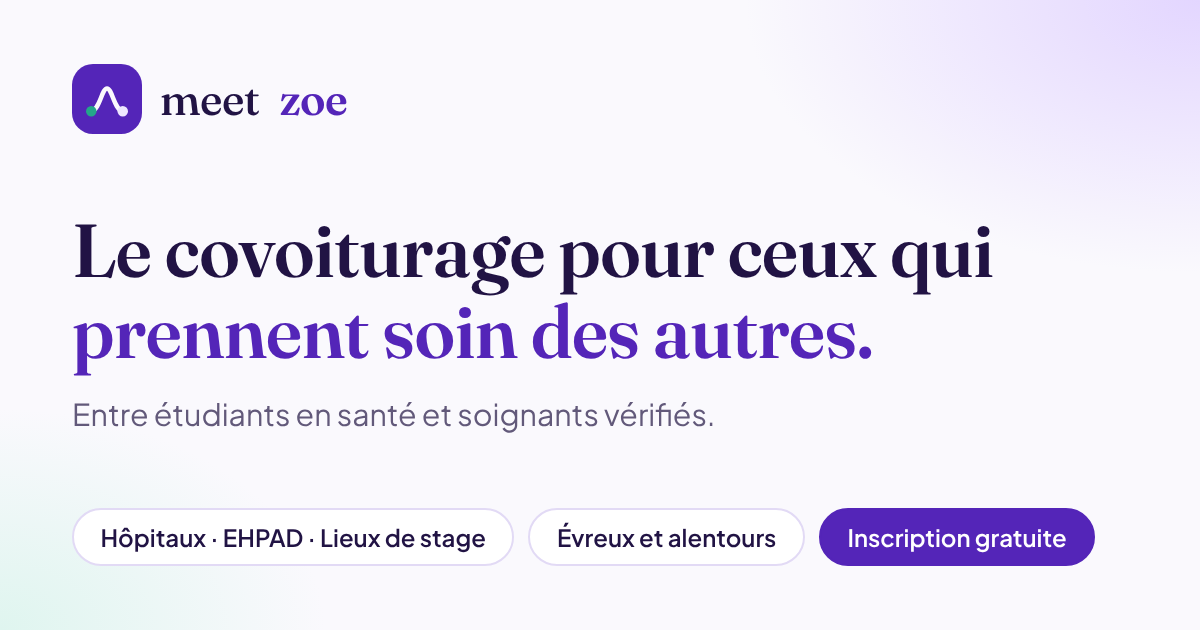 meet zoe
Le covoiturage pour ceux qui
prennent soin des autres.
Entre étudiants en santé et soignants vérifiés.
Hôpitaux · EHPAD · Lieux de stage
Évreux et alentours
Inscription gratuite